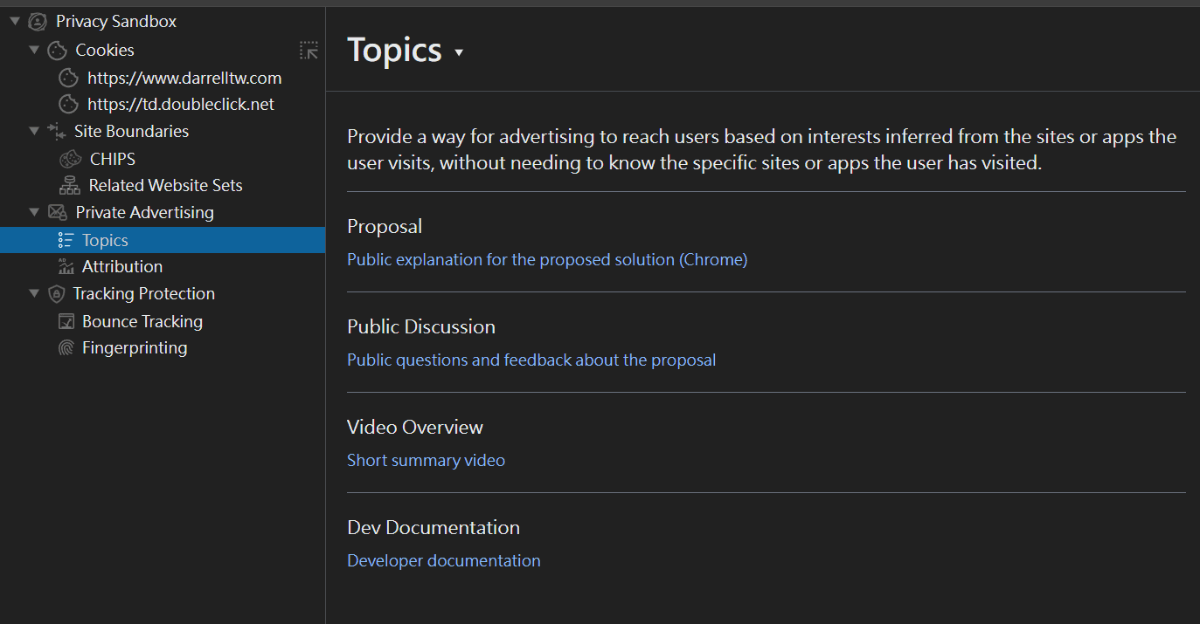 Privacy Sandbox
Cookies
https://www.darrelltw.com
https://td.doubleclick.net
Site Boundaries
CHIPS
Related Website Sets
Private Advertising
Topics
Attribution
Tracking Protection
Bounce Tracking
Fingerprinting
Topics
Provide a way for advertising to reach users based on interests inferred from the sites or apps the
user visits, without needing to know the specific sites or apps the user has visited.
Proposal
Public explanation for the proposed solution (Chrome)
Public Discussion
Public questions and feedback about the proposal
Video Overview
Short summary video
Dev Documentation
Developer documentation